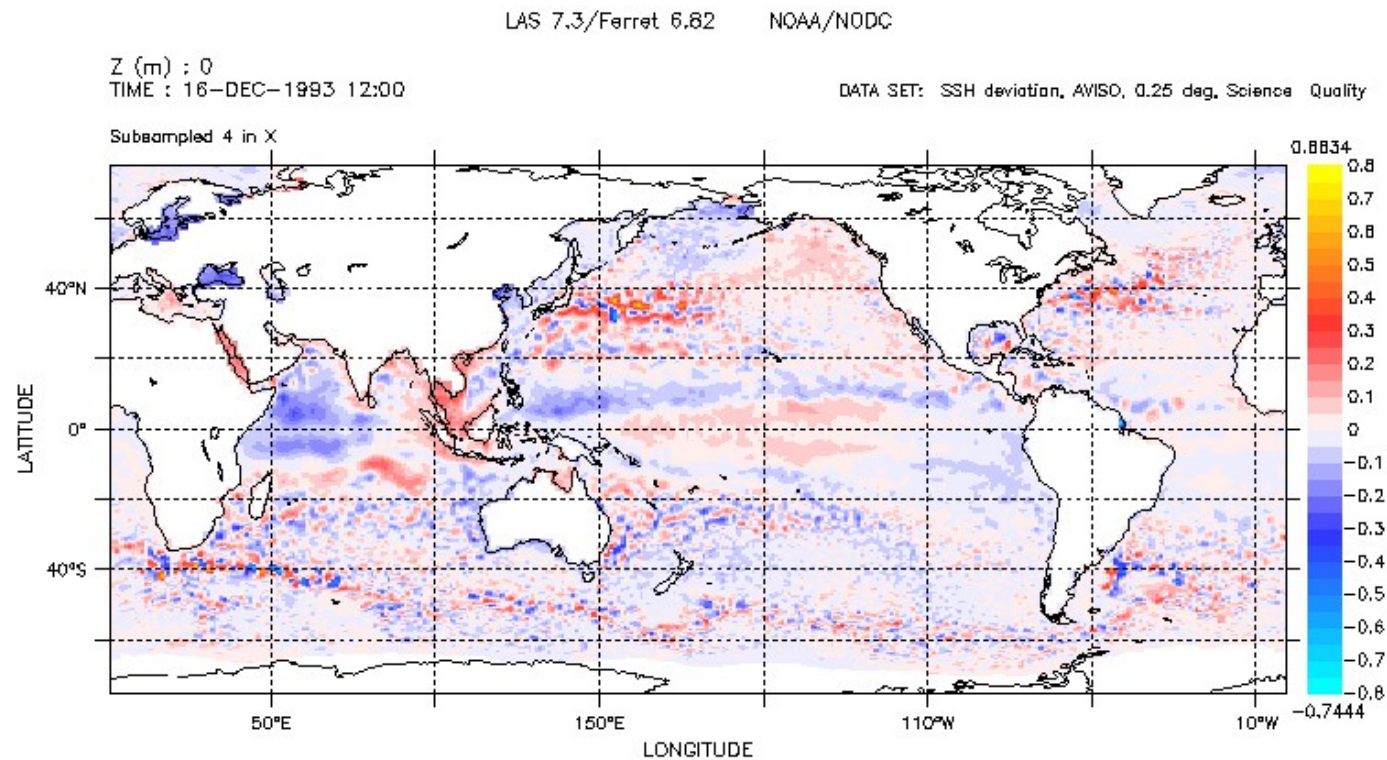 LAS 7.3/Ferret 6.82 NOAA/NODC
Z (m) : 0
TIME : 16-DEC-1993 12:00
DATA SET: SSH deviation, AVISO, 0.25 deg, Science Quality
Subsampled 4 in X
0.8834
0.8
0.7
0.6
0.5
0.4
0.3
0.2
0.1
0
-0.1
-0.2
-0.3
-0.4
-0.5
-0.6
-0.7
-0.8
-0.7444
LATITUDE
40°N
0°
40°S
50°E 150°E 110°W 10°W
LONGITUDE